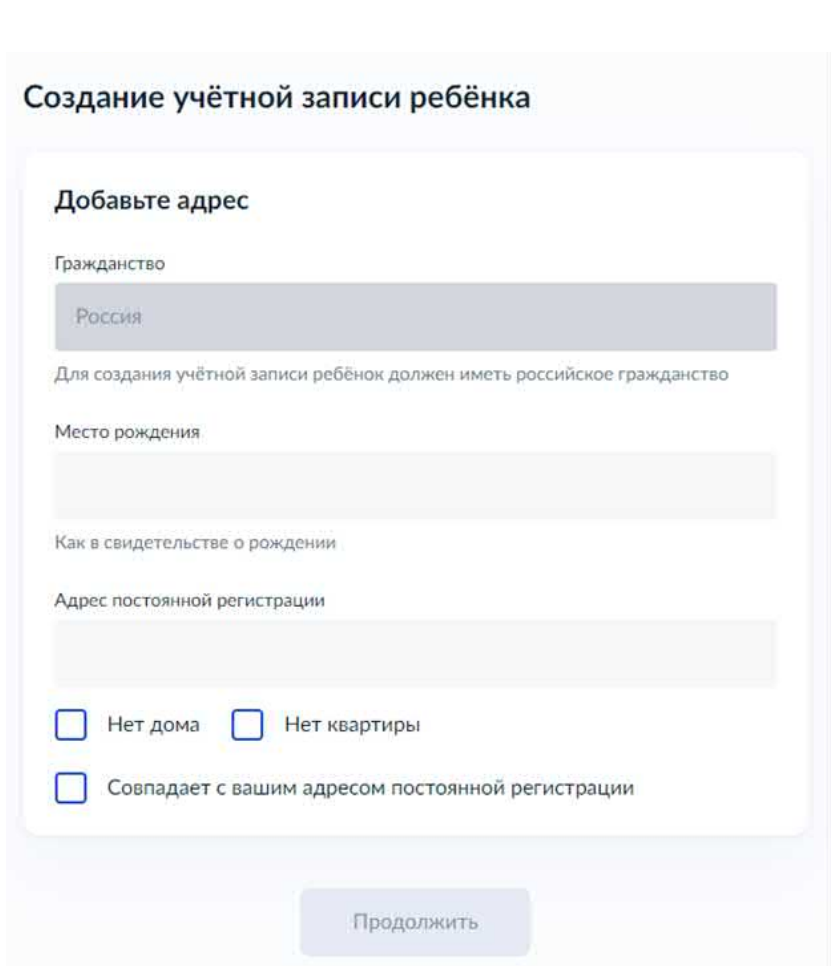 Создание учётной записи ребёнка
Добавьте адрес
Гражданство
Россия
Для создания учётной записи ребёнок должен иметь российское гражданство
Место рождения
Как в свидетельстве о рождении
Адрес постоянной регистрации
Нет дома Нет квартиры
Совпадает с вашим адресом постоянной регистрации
Продолжить